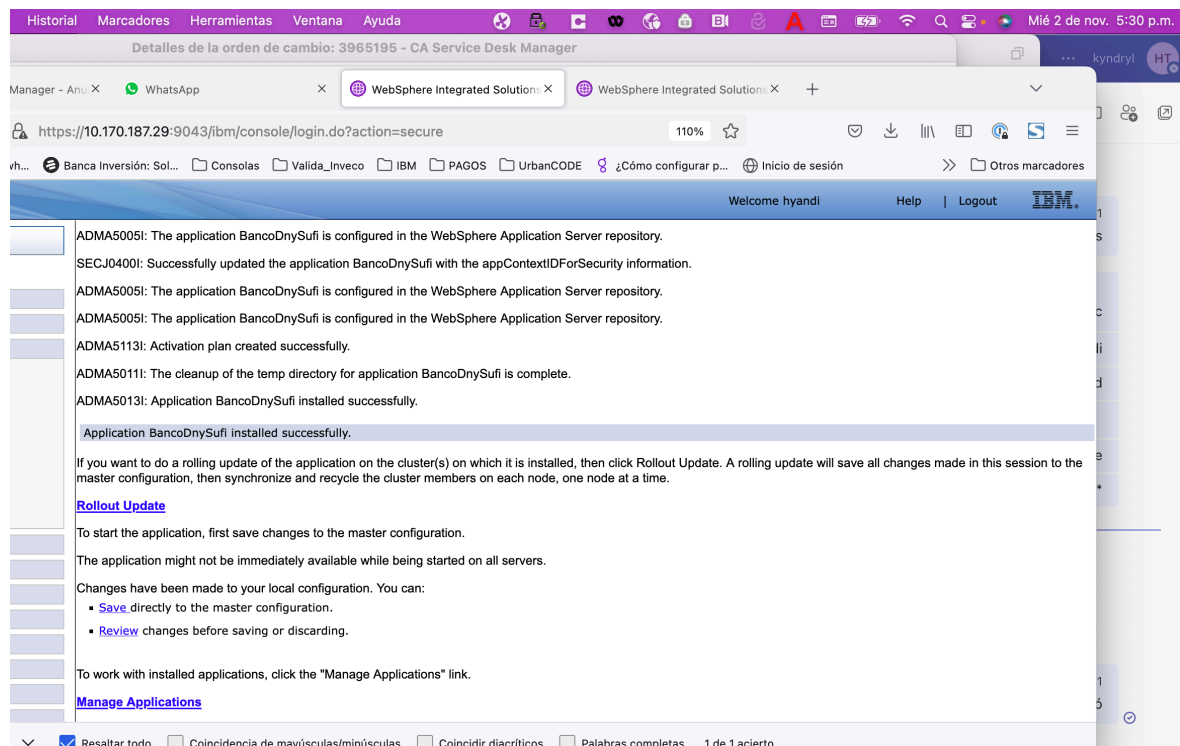 Historial Marcadores Herramientas Ventana Ayuda Mié 2 de nov. 5:30 p.m.
Detalles de la orden de cambio: 3965195 - CA Service Desk Manager
kyndryl HT
Manager - Anu WhatsApp WebSphere Integrated Solutions WebSphere Integrated Solutions
https://10.170.187.29:9043/ibm/console/login.do?action=secure 110%
wh... Banca Inversión: Sol... Consolas Valida_Inveco IBM PAGOS UrbanCODE ¿Cómo configurar p... Inicio de sesión Otros marcadores
Welcome hyandi Help | Logout IBM.
ADMA5005I: The application BancoDnySufi is configured in the WebSphere Application Server repository.
SECJ0400I: Successfully updated the application BancoDnySufi with the appContextIDForSecurity information.
ADMA5005I: The application BancoDnySufi is configured in the WebSphere Application Server repository.
ADMA5005I: The application BancoDnySufi is configured in the WebSphere Application Server repository.
ADMA5113I: Activation plan created successfully.
ADMA5011I: The cleanup of the temp directory for application BancoDnySufi is complete.
ADMA5013I: Application BancoDnySufi installed successfully.
Application BancoDnySufi installed successfully.
If you want to do a rolling update of the application on the cluster(s) on which it is installed, then click Rollout Update. A rolling update will save all changes made in this session to the
master configuration, then synchronize and recycle the cluster members on each node, one node at a time.
Rollout Update
To start the application, first save changes to the master configuration.
The application might not be immediately available while being started on all servers.
Changes have been made to your local configuration. You can:
▪ Save directly to the master configuration.
▪ Review changes before saving or discarding.
To work with installed applications, click the "Manage Applications" link.
Manage Applications
Resaltar todo Coincidencia de mayúsculas/minúsculas Coincidir diacríticos Palabras completas 1 de 1 acierto